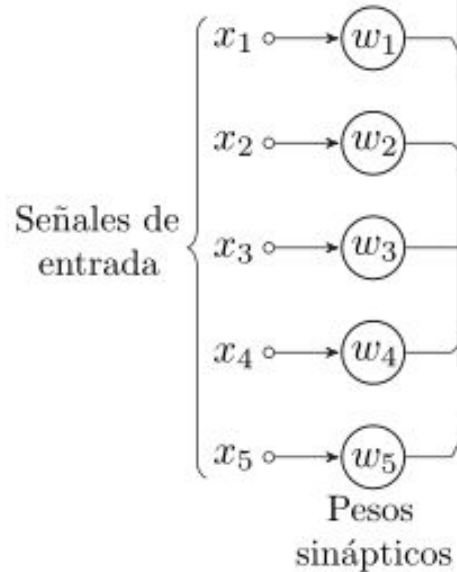 x₁ w₁
x₂ w₂
Señales de
entrada
x₃ w₃
x₄ w₄
x₅ w₅
Pesos
sinápticos